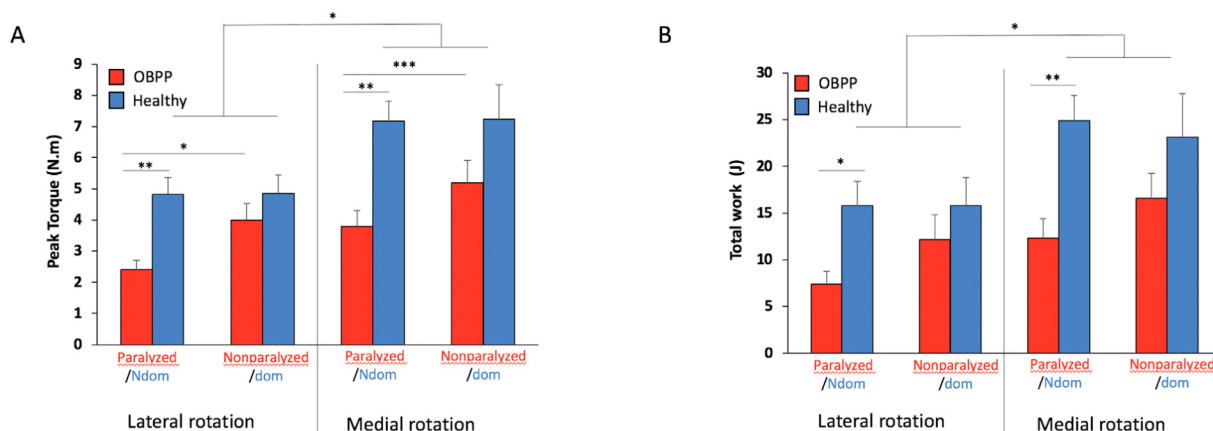 A
*
OBPP
Healthy
9
8
7
6
5
4
3
2
1
0
Peak Torque (N.m)
**
*
**
***
Paralyzed
/Ndom
Nonparalyzed
/dom
Paralyzed
/Ndom
Nonparalyzed
/dom
Lateral rotation
Medial rotation
B
*
OBPP
Healthy
30
25
20
15
10
5
0
Total work (J)
*
**
Paralyzed
/Ndom
Nonparalyzed
/dom
Paralyzed
/Ndom
Nonparalyzed
/dom
Lateral rotation
Medial rotation